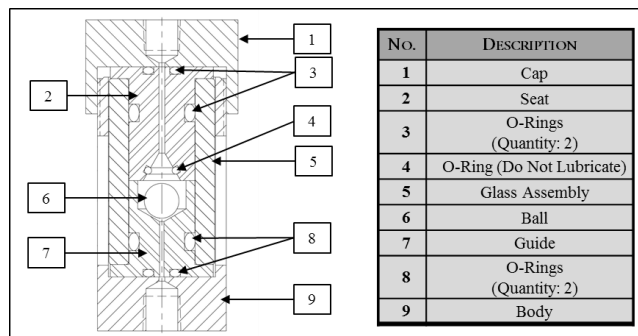 1
2
3
4
5
6
7
8
9
NO. DESCRIPTION
1 Cap
2 Seat
3 O-Rings
(Quantity: 2)
4 O-Ring (Do Not Lubricate)
5 Glass Assembly
6 Ball
7 Guide
8 O-Rings
(Quantity: 2)
9 Body